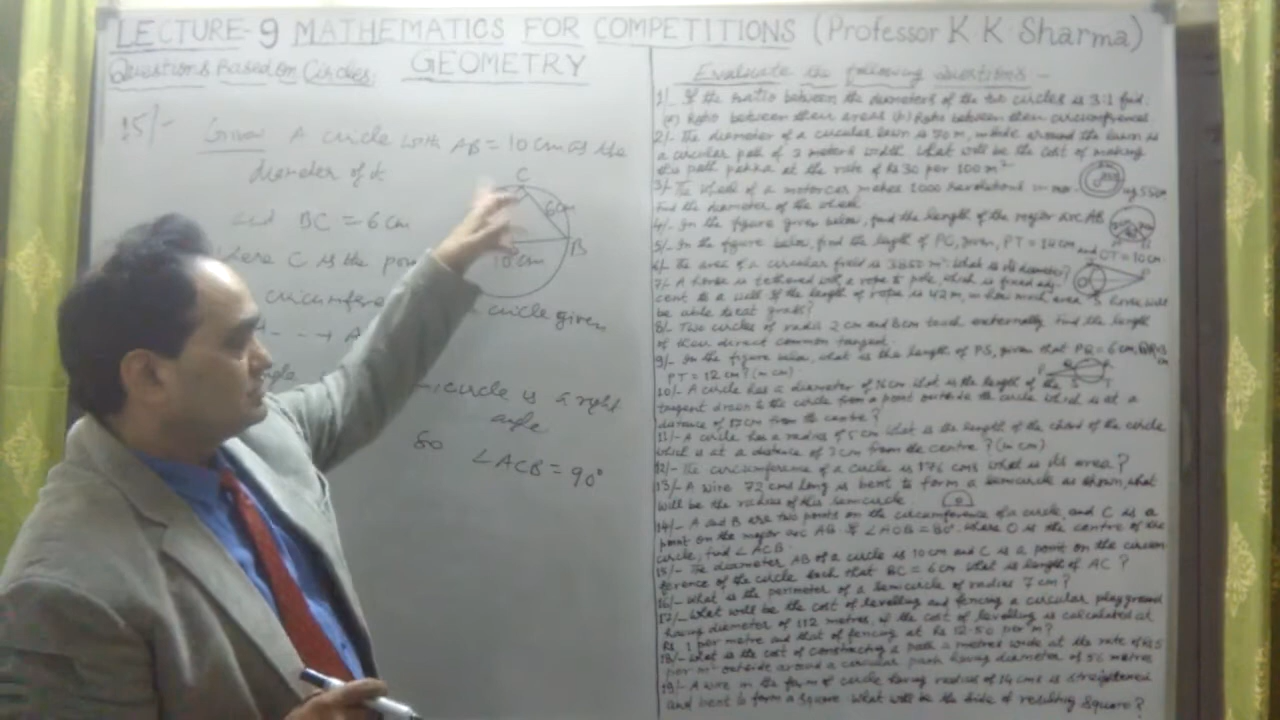 LECTURE-9 MATHEMATICS FOR COMPETITIONS (Professor K K Sharma)
Questions Based on Circles. GEOMETRY
15/- Given A circle with AB = 10 cm as the
diameter of it
and BC = 6 cm
where C is the
circle given
circle is a right
angle
So ∠ACB = 90°
C
6cm
B
10 cm
Evaluate the following Questions :-
1/- If the ratio between the diameters of the two circles is 3:1 find.
(a) Ratio between their areas (b) Ratio between their circumferences
2/- The diameter of a circular lawn is 70 m, inside around the lawn is
a circular path of 3 meters width. What will be the cost of making
this path pakka at the rate of Rs 30 per 100 m²
3/- The wheel of a motorcar makes 1000 revolutions in
Find the diameter of the wheel
4/- In the figure given below, find the length of the major arc AB
5/- In the figure below, find the length of PC, given, PT = 14 cm and OT = 10 cm
6/- The area of a circular field is 3850 m² What is its diameter?
7/- A horse is tethered with a rope to pole, which is fixed adj-
cent to a well If the length of rope is 42 m, in how much area horse will
be able to eat grass?
8/- Two circles of radii 2 cm and 8 cm touch externally. Find the length
of their direct common tangent.
9/- In the figure below, what is the length of PS, given that PQ = 6 cm,
PT = 12 cm? (in cm)
10/- A circle has a diameter of 16 cm what is the length of the
tangent drawn to the circle from a point outside the circle which is at a
distance of 17 cm from the centre?
11/- A circle has a radius of 5 cm what is the length of the chord of the circle
which is at a distance of 3 cm from the centre? (in cm)
12/- The circumference of a circle is 176 cms what is its area?
13/- A wire 72 cms long is bent to form a semicircle as shown, what
will be the radius of this semicircle.
14/- A and B are two points on the circumference of a circle and C is a
point on the major arc AB If ∠AOB = 80° where O is the centre of the
circle, find ∠ACB.
15/- The diameter AB of a circle is 10 cm and C is a point on the circum
ference of the circle such that BC = 6 cm what is length of AC ?
16/- What is the perimeter of a semicircle of radius 7 cm?
17/- What will be the cost of levelling and fencing a circular playground
having diameter of 112 metres, if the cost of levelling is calculated at
Rs. 1 per metre and that of fencing at Rs 12.50 per m?
18/- What is the cost of constructing a path metres wide at the rate of Rs 5
per m² outside around a circular park having diameter of 56 metres
19/- A wire in the form of circle having radius of 14 cms is straightened
and bent to form a square. What will be the side of resulting square?